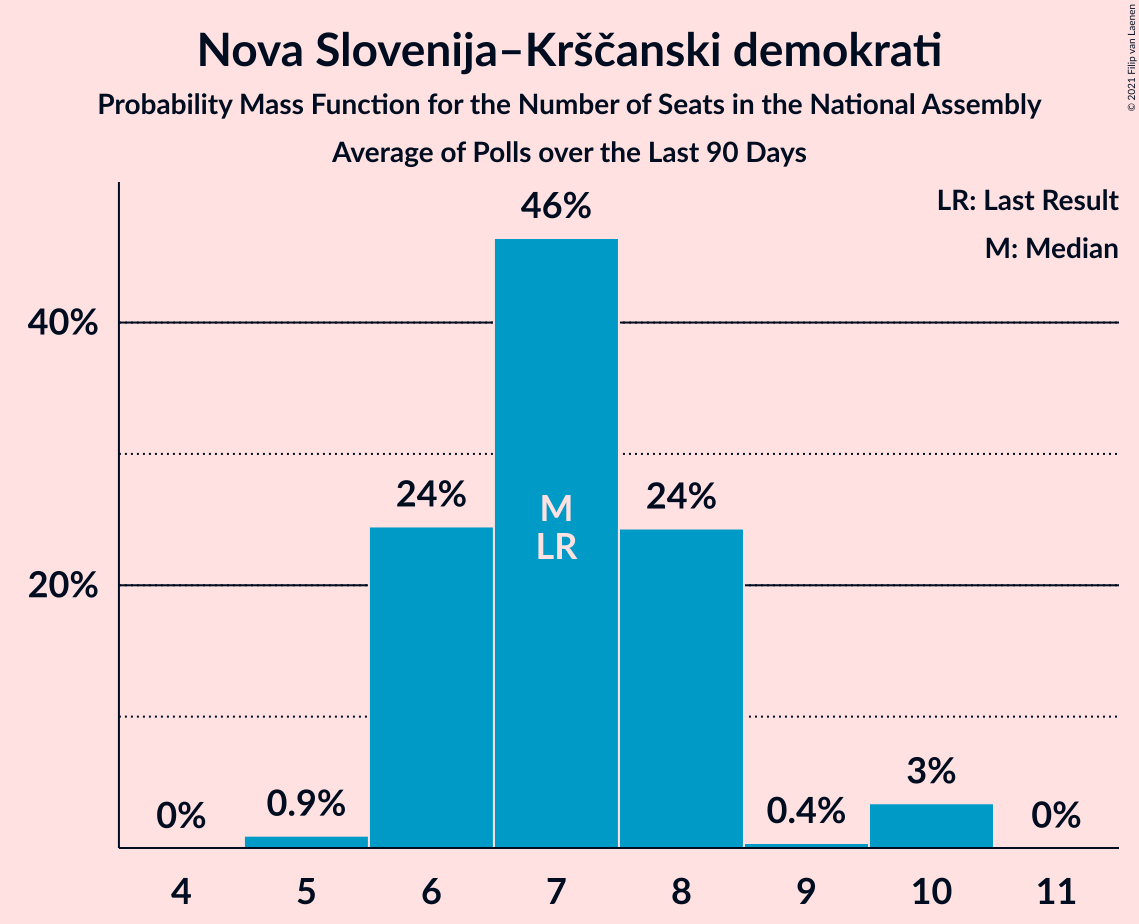 Nova Slovenija–Krščanski demokrati
Probability Mass Function for the Number of Seats in the National Assembly
Average of Polls over the Last 90 Days
© 2021 Filip van Laenen
LR: Last Result
M: Median
46%
40%
24%
M
LR
24%
20%
0%
0.9%
0.4%
3%
0%
4 5 6 7 8 9 10 11